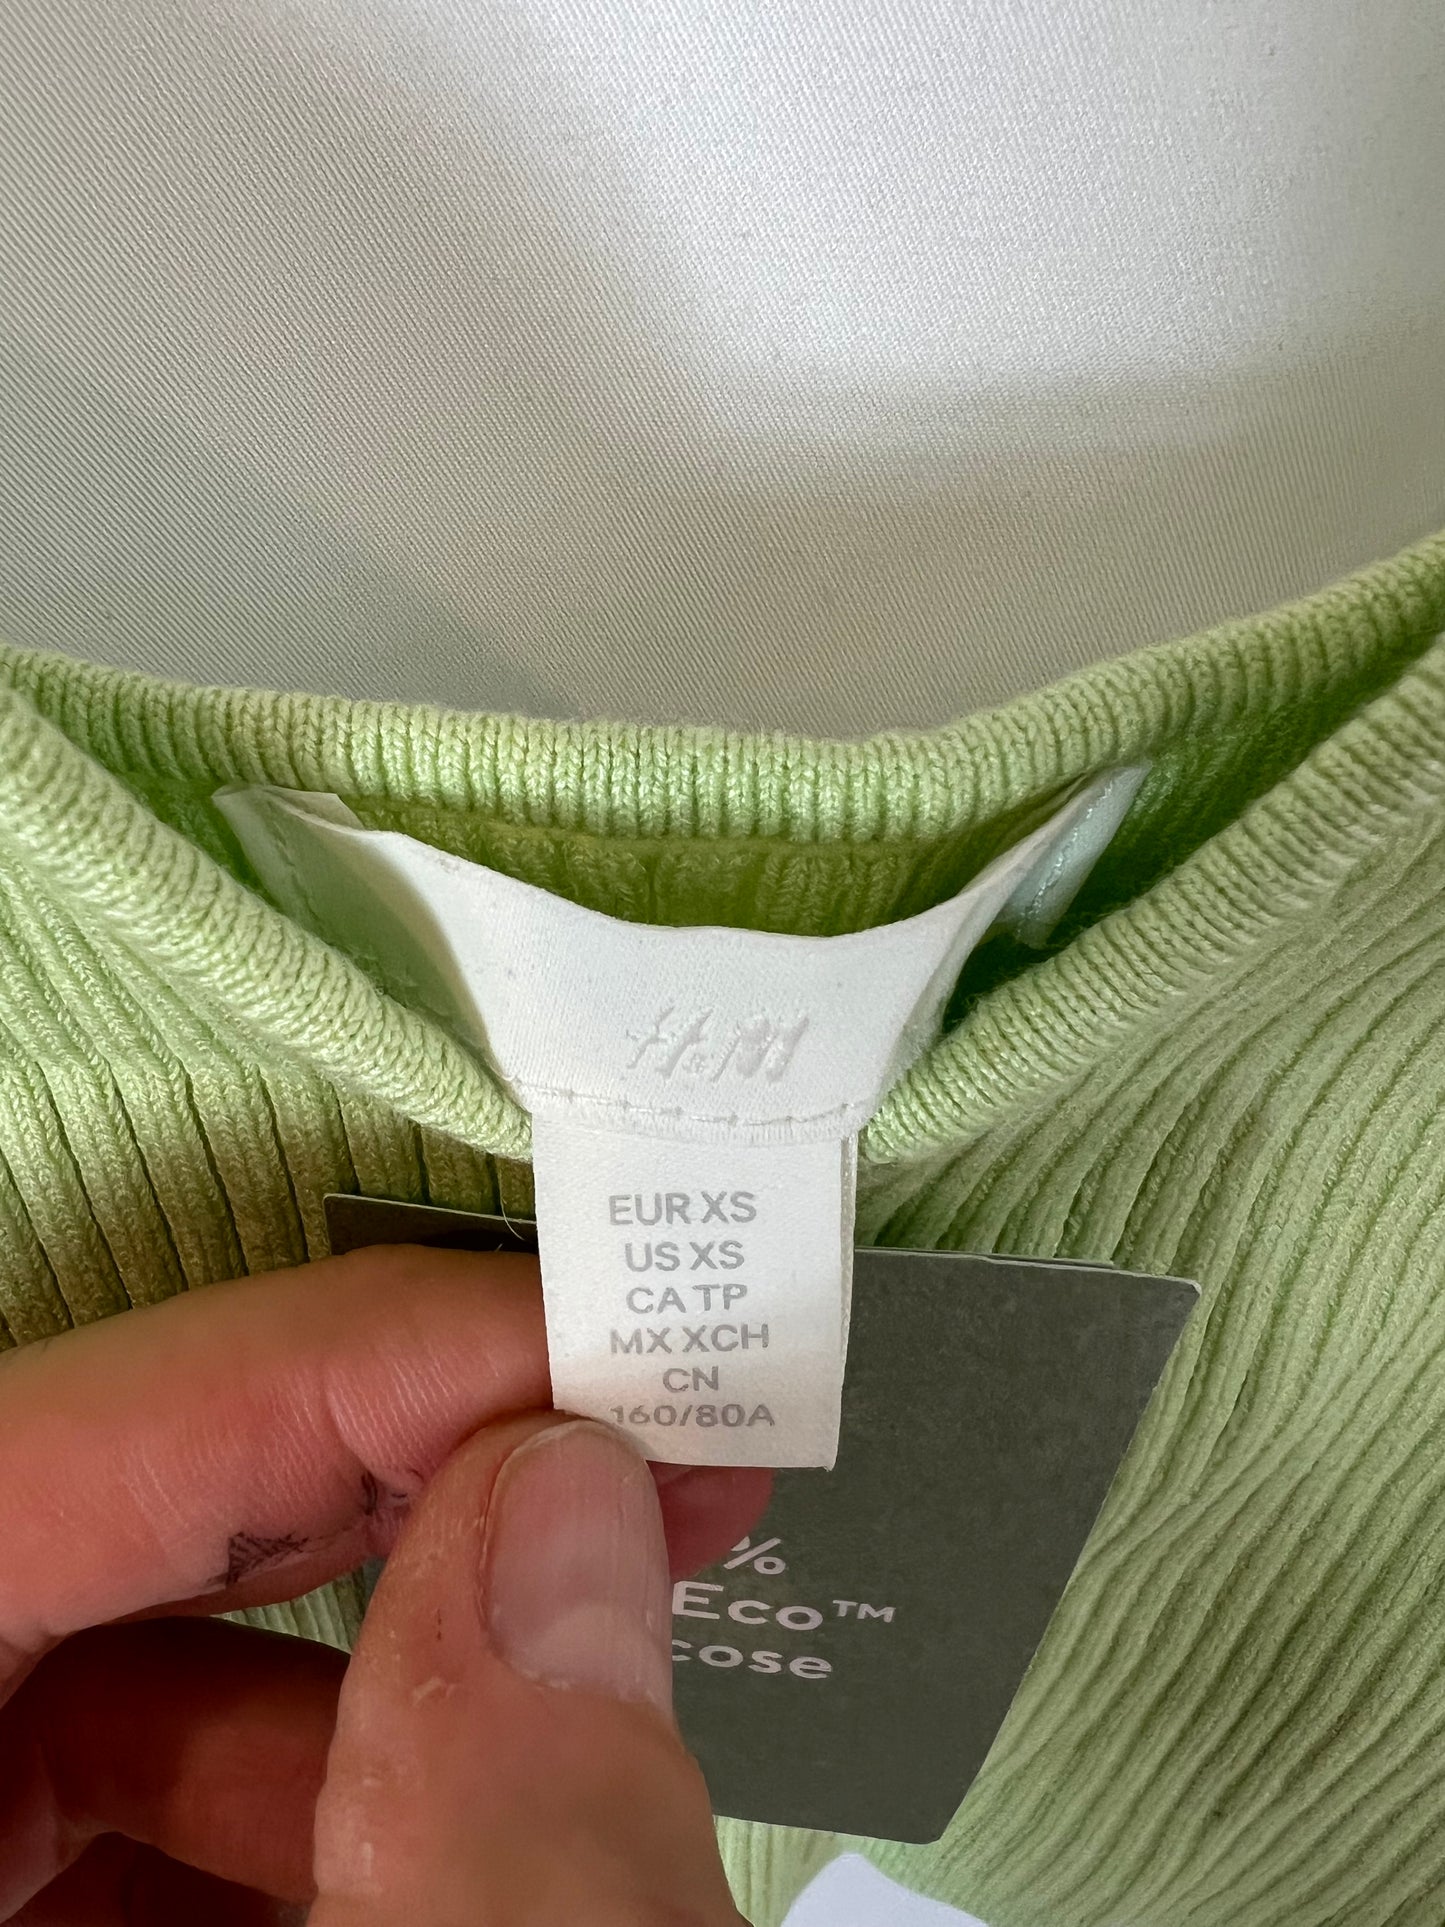 H&M
EUR XS
US XS
CA TP
MX XCH
CN
160/80A
%
Eco™
cose